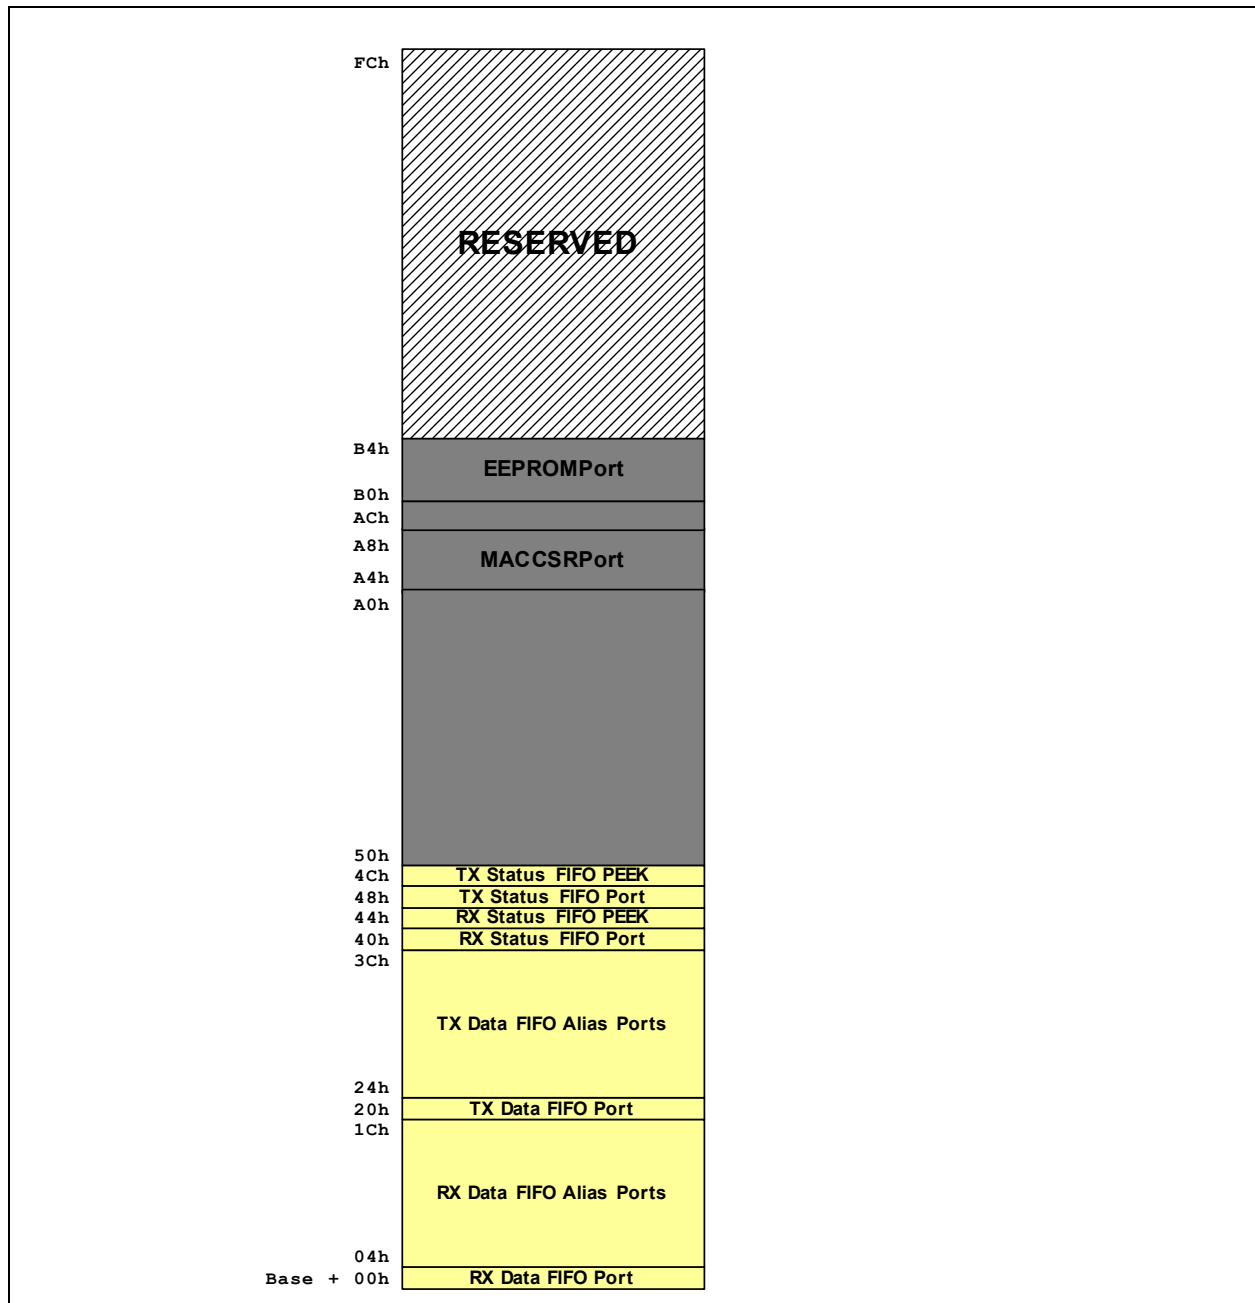 FCh
RESERVED
B4h
EEPROMPort
B0h
ACh
A8h
MACCSRPort
A4h
A0h
50h
4Ch TX Status FIFO PEEK
48h TX Status FIFO Port
44h RX Status FIFO PEEK
40h RX Status FIFO Port
3Ch
TX Data FIFO Alias Ports
24h
20h TX Data FIFO Port
1Ch
RX Data FIFO Alias Ports
04h
Base + 00h RX Data FIFO Port